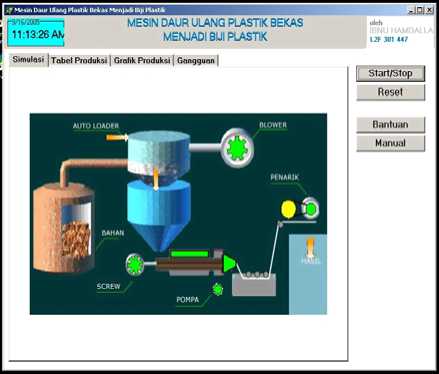 Mesin Daur Ulang Plastik Bekas Menjadi Biji Plastik
9/16/2005
11:13:26 AM
MESIN DAUR ULANG PLASTIK BEKAS
MENJADI BIJI PLASTIK
oleh
IBNU HAMDALLA
L2F 301 447
Simulasi
Tabel Produksi
Grafik Produksi
Gangguan
Start/Stop
Reset
Bantuan
Manual
AUTO LOADER
BLOWER
PENARIK
BAHAN
HASIL
SCREW
POMPA